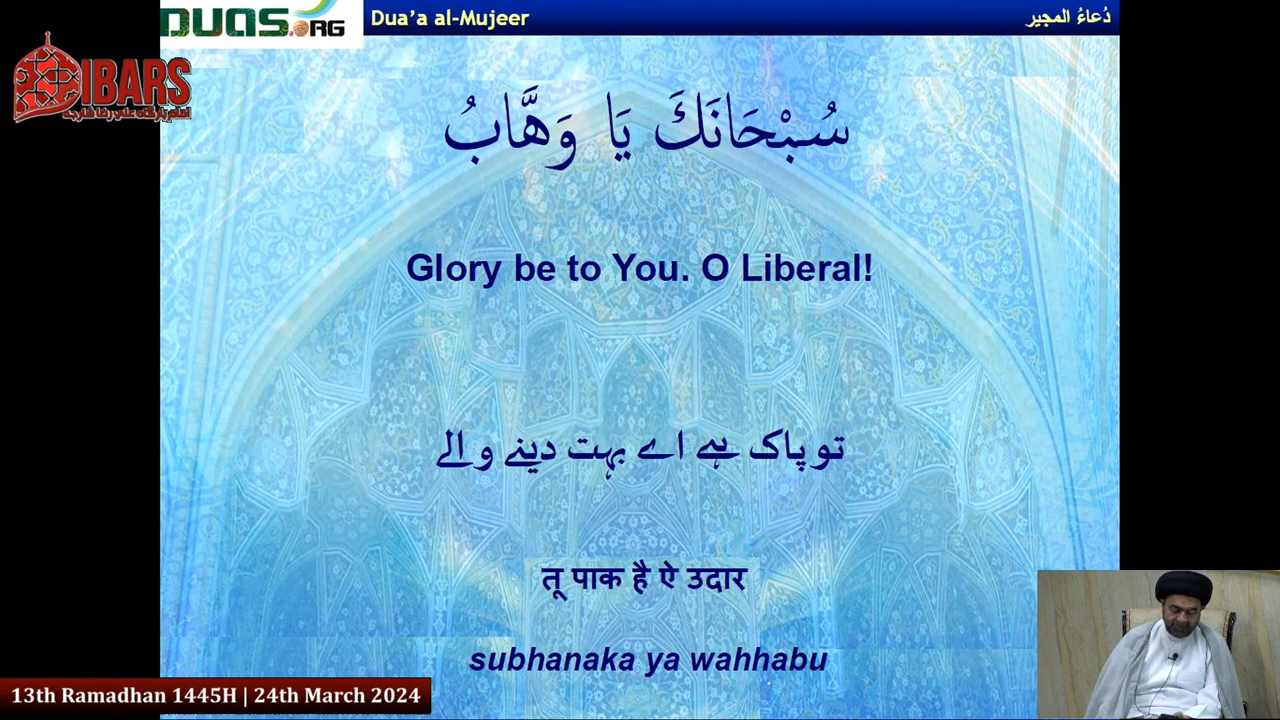 DUAS.ORG
Dua'a al-Mujeer
دُعاءُ المجير
IBARS
سُبْحَانَكَ يَا وَهَّابُ
Glory be to You. O Liberal!
تو پاک ہے اے بہت دینے والے
तू पाक है ऐ उदार
subhanaka ya wahhabu
13th Ramadhan 1445H | 24th March 2024